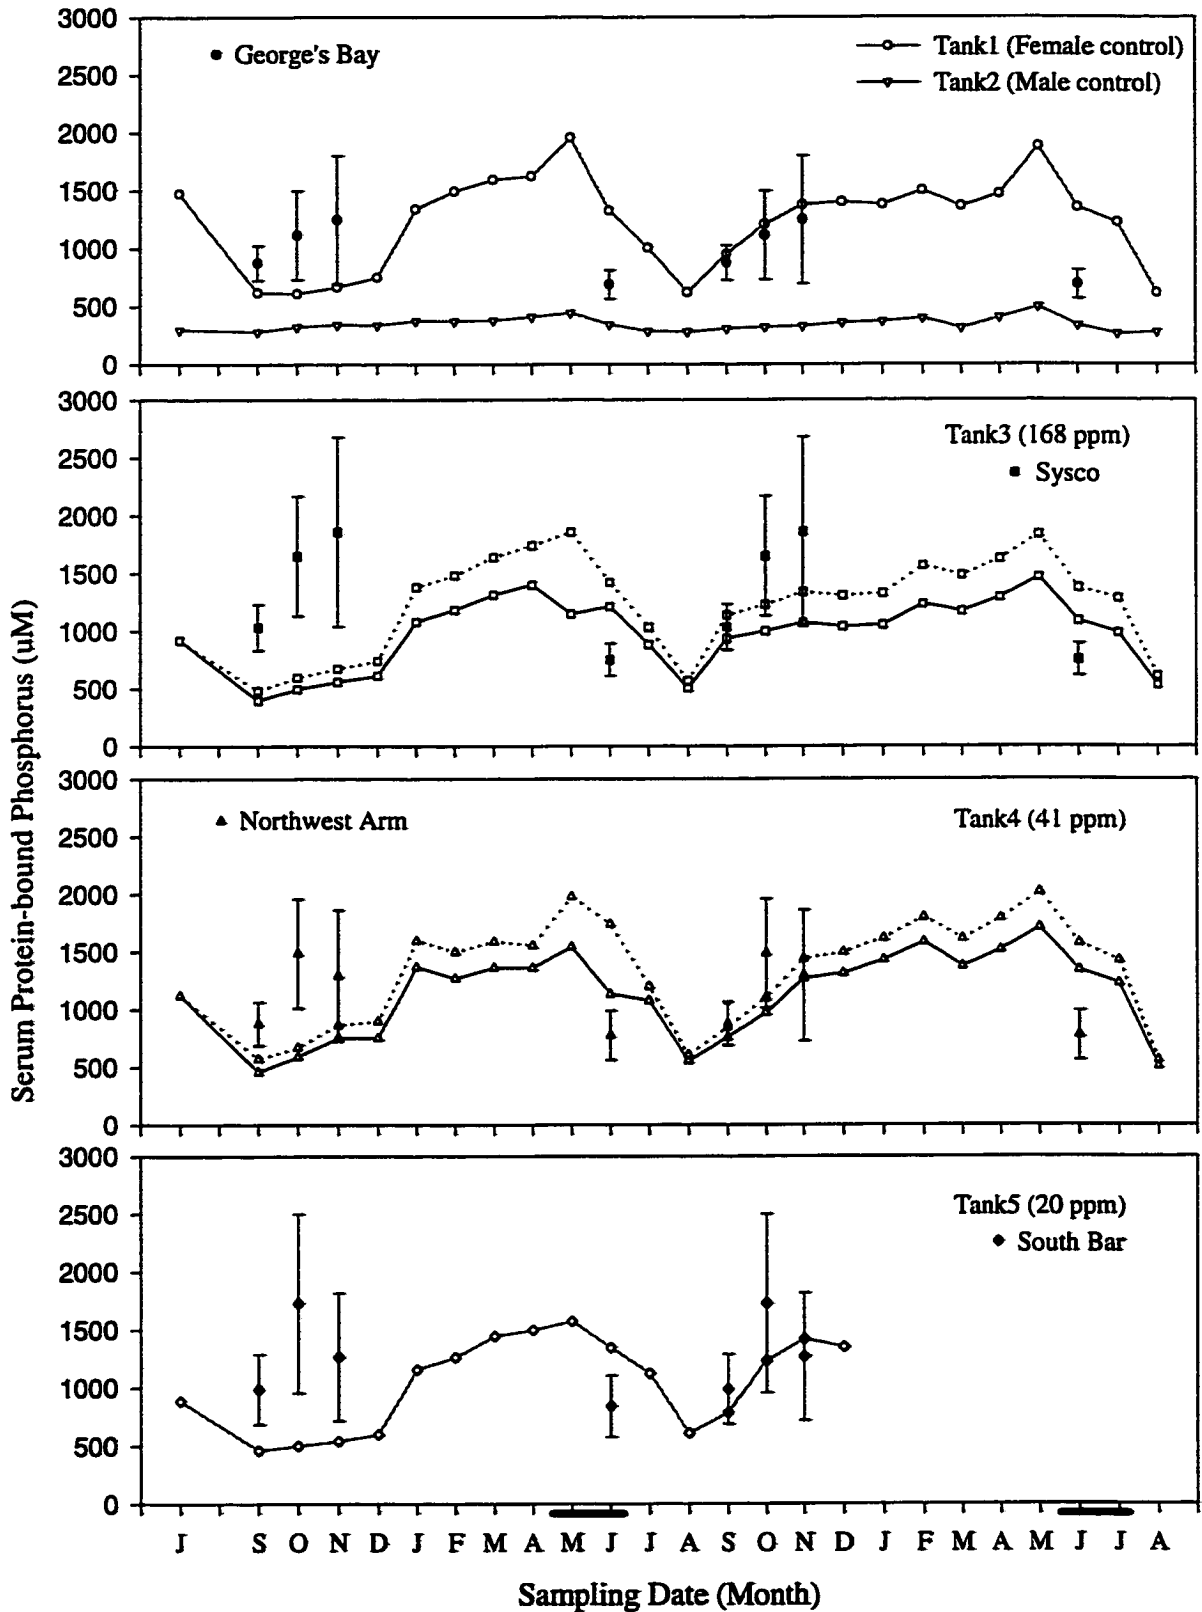 3000
2500
2000
1500
1000
500
0
George's Bay
Tank1 (Female control)
Tank2 (Male control)
3000
2500
2000
1500
1000
500
0
Tank3 (168 ppm)
Sysco
3000
2500
2000
1500
1000
500
0
Northwest Arm
Tank4 (41 ppm)
3000
2500
2000
1500
1000
500
0
Tank5 (20 ppm)
South Bar
Serum Protein-bound Phosphorus (uM)
J S O N D J F M A M J J A S O N D J F M A M J J A
Sampling Date (Month)